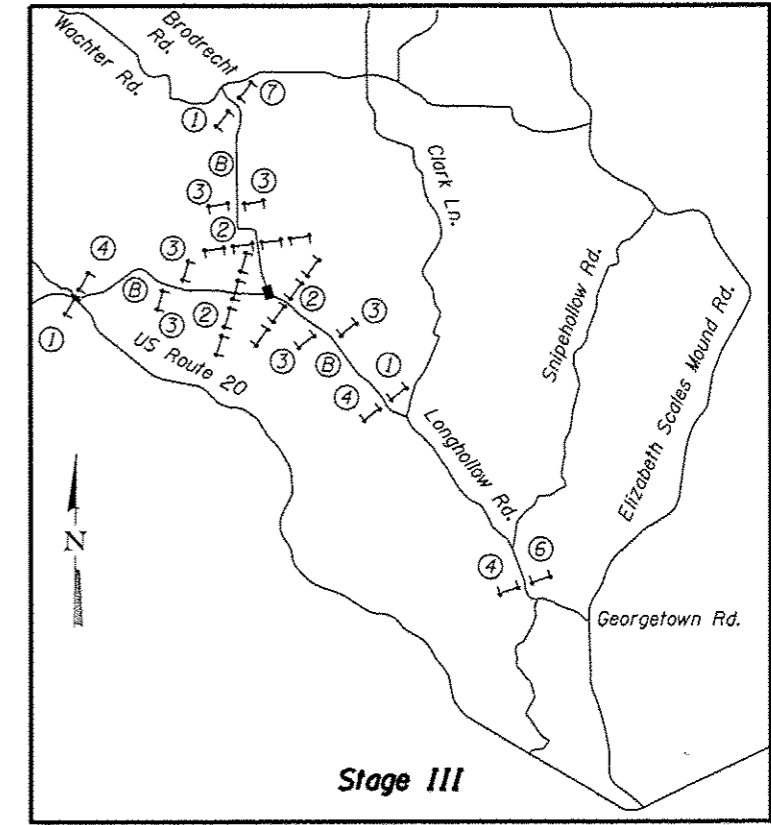 Wachter Rd.
Brodrecht
Rd.
7
1
B
3
3
2
4
3
B
3
2
1
US Route 20
2
3
3
B
1
4
Clark Ln.
Longhollow Rd.
Snipehollow Rd.
Elizabeth Scales Mound Rd.
N
4
6
Georgetown Rd.
Stage III